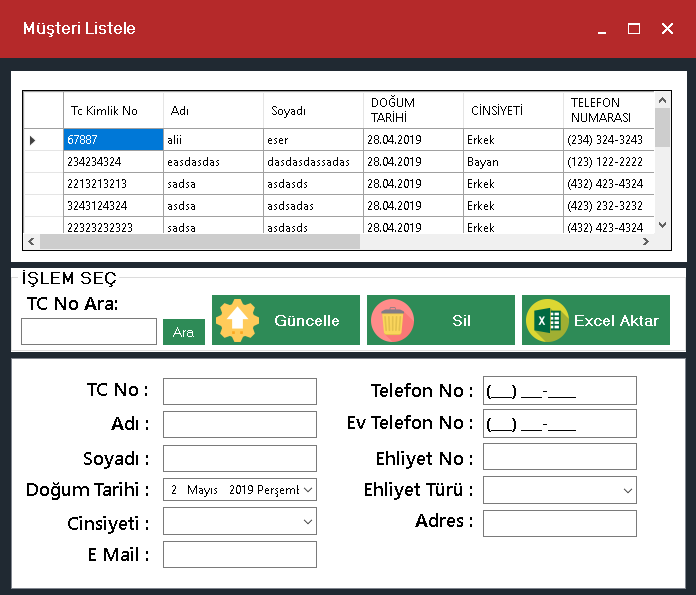 Müşteri Listele
Tc Kimlik No Adı Soyadı DOĞUM TARİHİ CİNSİYETİ TELEFON NUMARASI
67887 alii eser 28.04.2019 Erkek (234) 324-3243
234234324 easdasdas dasdasdassadas 28.04.2019 Bayan (123) 122-2222
2213213213 sadsa asdasds 28.04.2019 Erkek (432) 423-4324
3243124324 asdsa asdsadas 28.04.2019 Erkek (423) 232-3232
22323232323 sadsa asdasds 28.04.2019 Erkek (432) 423-4324
İŞLEM SEÇ
TC No Ara:
Ara Güncelle Sil Excel Aktar
TC No : Telefon No : (__) __-___
Adı : Ev Telefon No : (__) __-___
Soyadı : Ehliyet No :
Doğum Tarihi : 2 Mayıs 2019 Perşemb Ehliyet Türü :
Cinsiyeti : Adres :
E Mail :